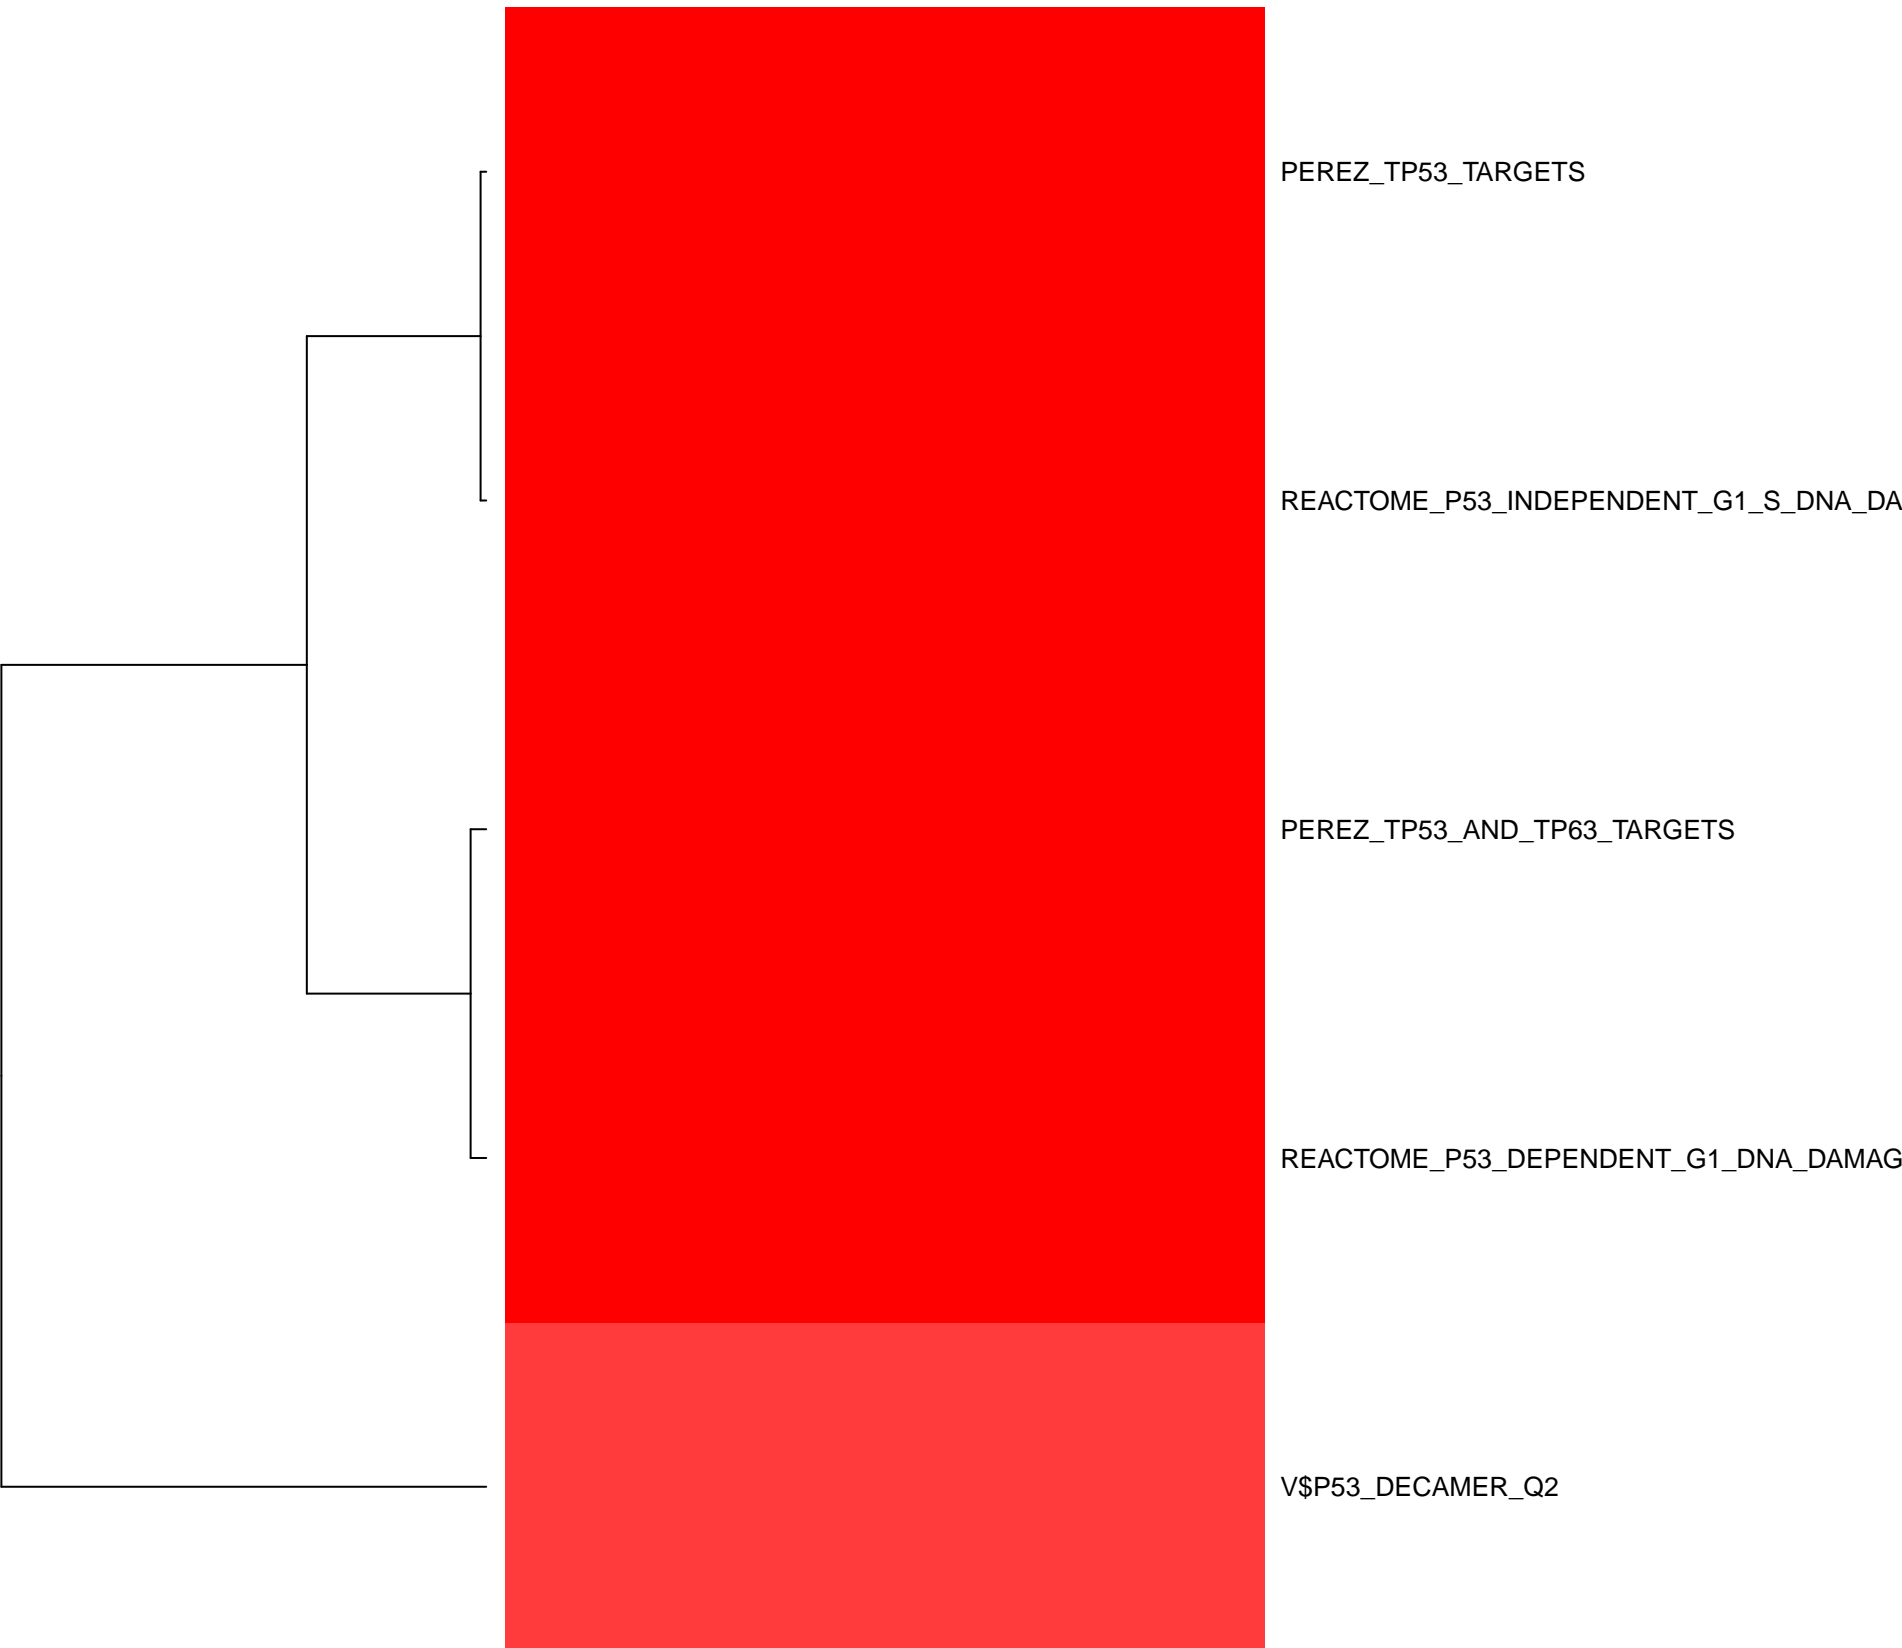 PEREZ_TP53_TARGETS
REACTOME_P53_INDEPENDENT_G1_S_DNA_DA
PEREZ_TP53_AND_TP63_TARGETS
REACTOME_P53_DEPENDENT_G1_DNA_DAMAG
V$P53_DECAMER_Q2